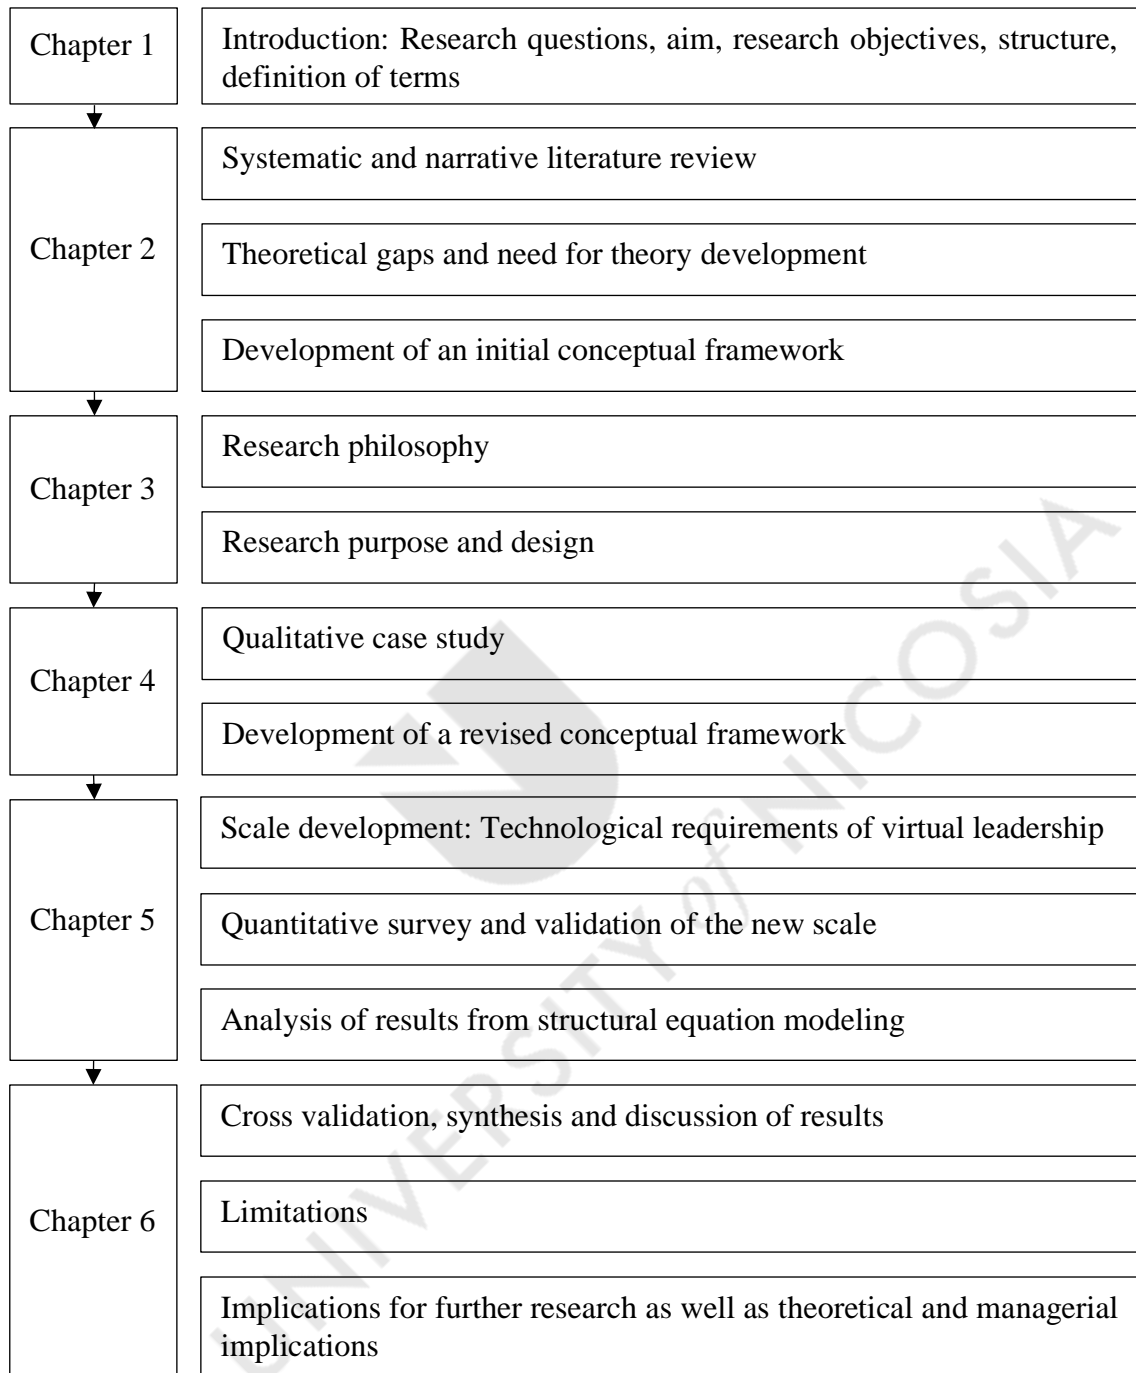 Chapter 1
Introduction: Research questions, aim, research objectives, structure,
definition of terms
Chapter 2
Systematic and narrative literature review
Theoretical gaps and need for theory development
Development of an initial conceptual framework
Chapter 3
Research philosophy
Research purpose and design
Chapter 4
Qualitative case study
Development of a revised conceptual framework
Chapter 5
Scale development: Technological requirements of virtual leadership
Quantitative survey and validation of the new scale
Analysis of results from structural equation modeling
Chapter 6
Cross validation, synthesis and discussion of results
Limitations
Implications for further research as well as theoretical and managerial
implications
UNIVERSITY of NICOSIA